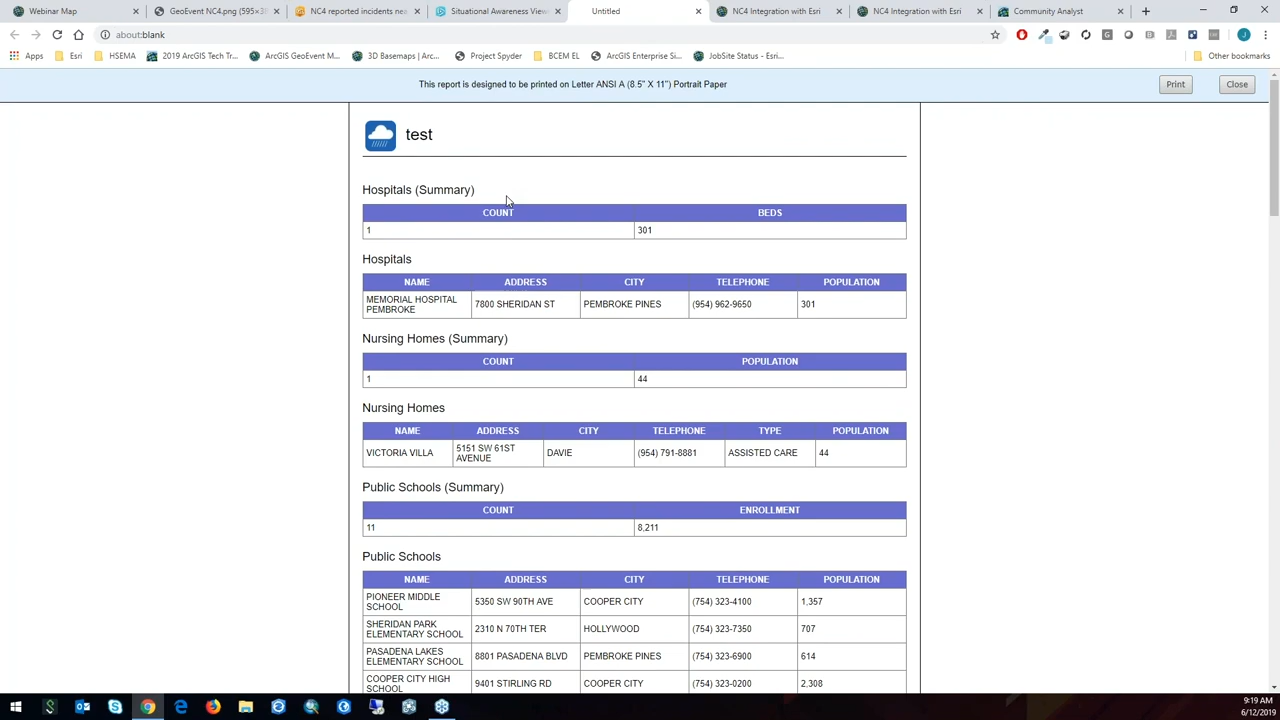 Webinar Map
GeoEvent NC4.png (595×3
NC4 reported incidents ne
Situational Awareness View
Untitled
NC4 Integration with Esri
NC4 Integration with Esri
Community Analyst
about:blank
Apps
Esri
HSEMA
2019 ArcGIS Tech Tr...
ArcGIS GeoEvent M...
3D Basemaps | Arc...
Project Spyder
BCEM EL
ArcGIS Enterprise Si...
JobSite Status - Esri...
Other bookmarks
This report is designed to be printed on Letter ANSI A (8.5" X 11") Portrait Paper
Print
Close
test
Hospitals (Summary)
COUNT BEDS
1 301
Hospitals
NAME ADDRESS CITY TELEPHONE POPULATION
MEMORIAL HOSPITAL PEMBROKE 7800 SHERIDAN ST PEMBROKE PINES (954) 962-9650 301
Nursing Homes (Summary)
COUNT POPULATION
1 44
Nursing Homes
NAME ADDRESS CITY TELEPHONE TYPE POPULATION
VICTORIA VILLA 5151 SW 61ST AVENUE DAVIE (954) 791-8881 ASSISTED CARE 44
Public Schools (Summary)
COUNT ENROLLMENT
11 8,211
Public Schools
NAME ADDRESS CITY TELEPHONE POPULATION
PIONEER MIDDLE SCHOOL 5350 SW 90TH AVE COOPER CITY (754) 323-4100 1,357
SHERIDAN PARK ELEMENTARY SCHOOL 2310 N 70TH TER HOLLYWOOD (754) 323-7350 707
PASADENA LAKES ELEMENTARY SCHOOL 8801 PASADENA BLVD PEMBROKE PINES (754) 323-6900 614
COOPER CITY HIGH SCHOOL 9401 STIRLING RD COOPER CITY (754) 323-0200 2,308
9:19 AM
6/12/2019